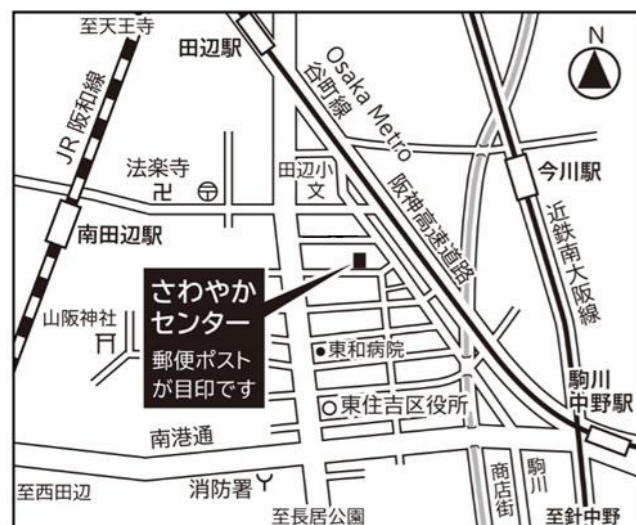 至天王寺
田辺駅
N
JR阪和線
Osaka Metro
谷町線
法楽寺
卍
〒
田辺小
文
今川駅
阪神高速道路
近鉄南大阪線
南田辺駅
さわやか
センター
郵便ポスト
が目印です
山阪神社
東和病院
東住吉区役所
駒川
中野駅
南港通
至西田辺
消防署
至長居公園
商店街
駒川
至針中野